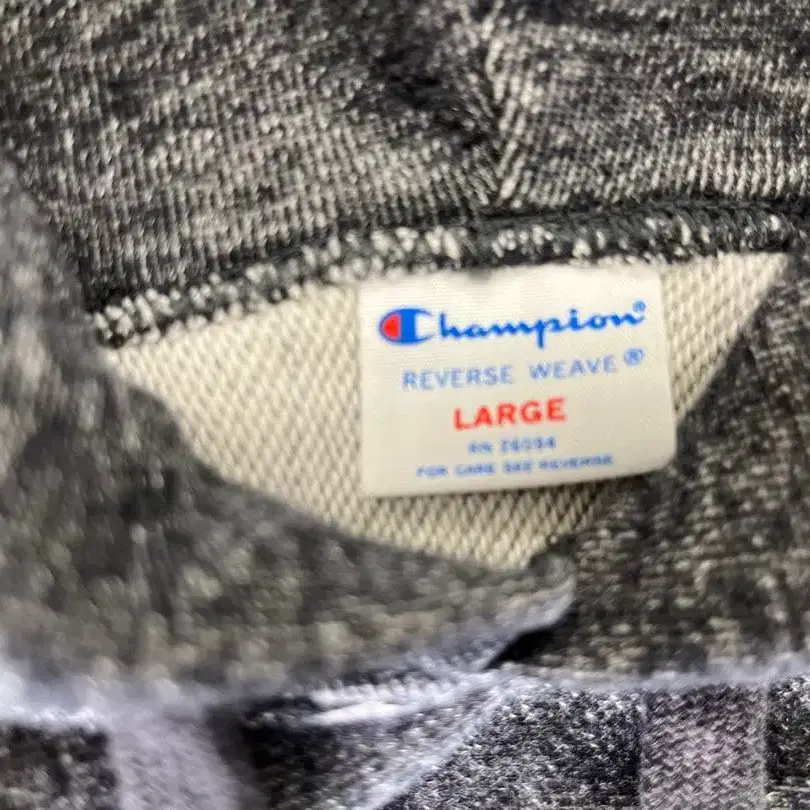 Champion®
REVERSE WEAVE®
LARGE
RN 26094
FOR CARE SEE REVERSE